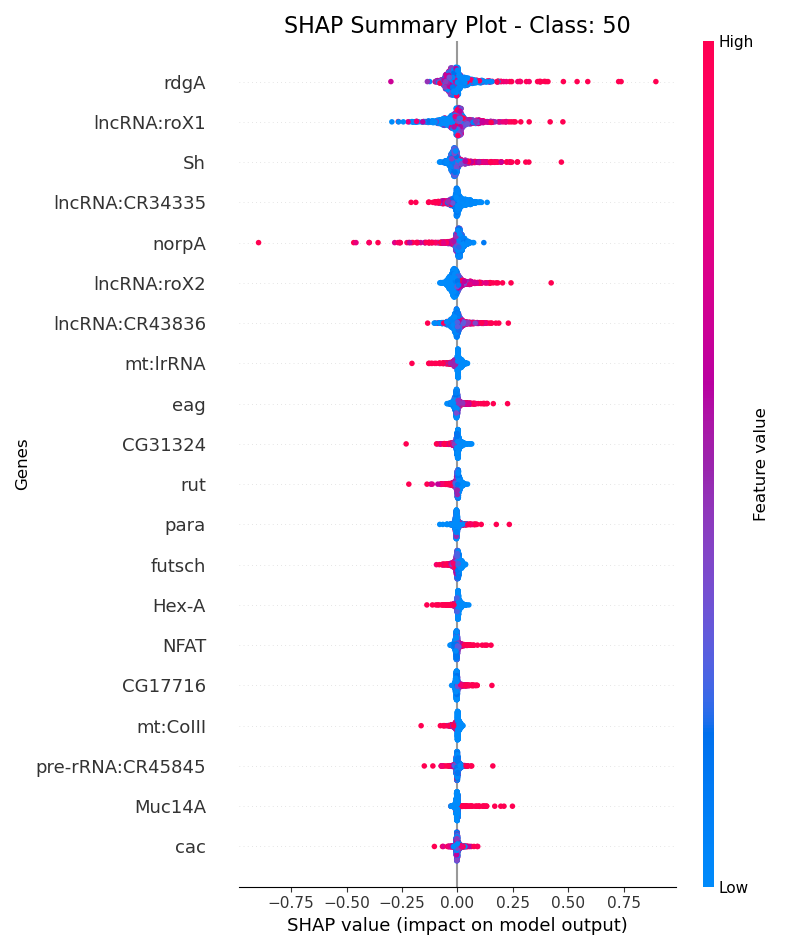 SHAP Summary Plot - Class: 50
High
rdgA
lncRNA:roX1
Sh
lncRNA:CR34335
norpA
lncRNA:roX2
lncRNA:CR43836
mt:lrRNA
eag
CG31324
rut
para
futsch
Hex-A
NFAT
CG17716
mt:CoIII
pre-rRNA:CR45845
Muc14A
cac
Genes
Feature value
Low
−0.75 −0.50 −0.25 0.00 0.25 0.50 0.75
SHAP value (impact on model output)